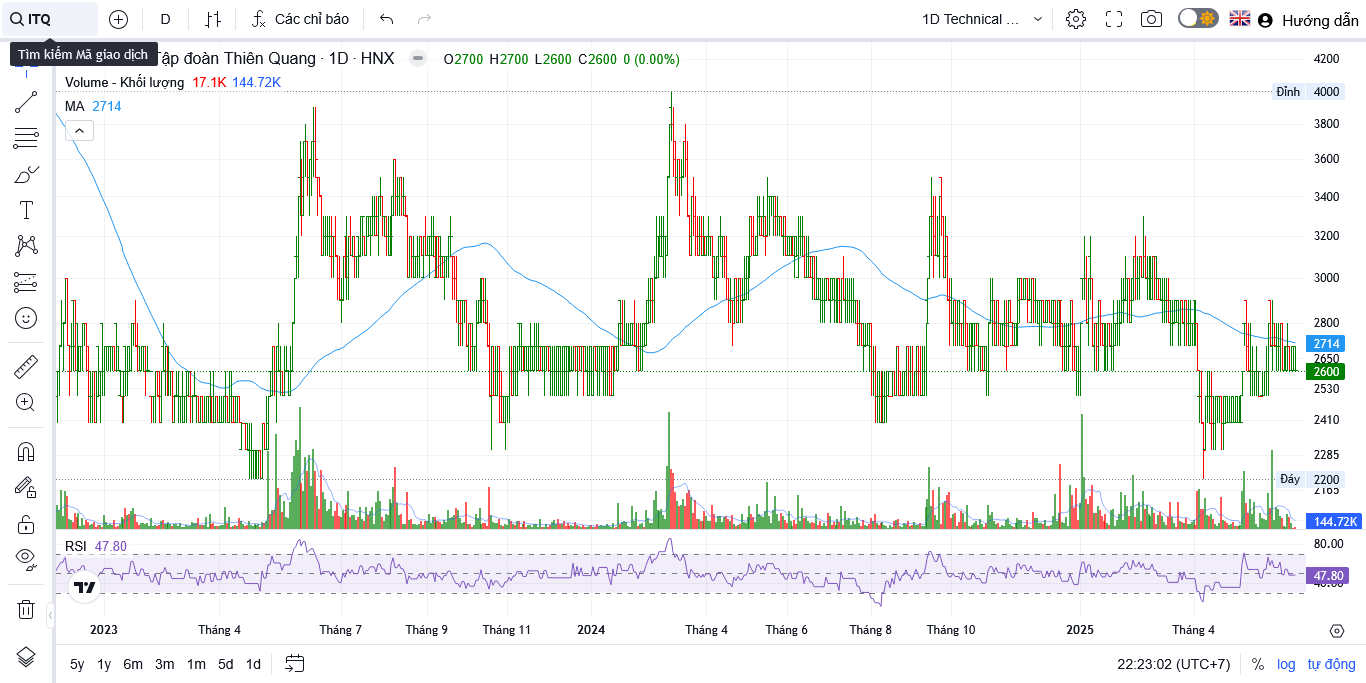 ITQ
D
Các chỉ báo
1D Technical ...
Hướng dẫn
Tìm kiếm Mã giao dịch
Tập đoàn Thiên Quang · 1D · HNX
O2700 H2700 L2600 C2600 0 (0.00%)
Volume - Khối lượng 17.1K 144.72K
MA 2714
4200
Đỉnh 4000
3800
3600
3400
3200
3000
2800
2714
2650
2600
2530
2410
2285
Đáy 2200
2165
144.72K
RSI 47.80
80.00
47.80
40.00
2023 Tháng 4 Tháng 7 Tháng 9 Tháng 11 2024 Tháng 4 Tháng 6 Tháng 8 Tháng 10 2025 Tháng 4
5y 1y 6m 3m 1m 5d 1d
22:23:02 (UTC+7) % log tự động